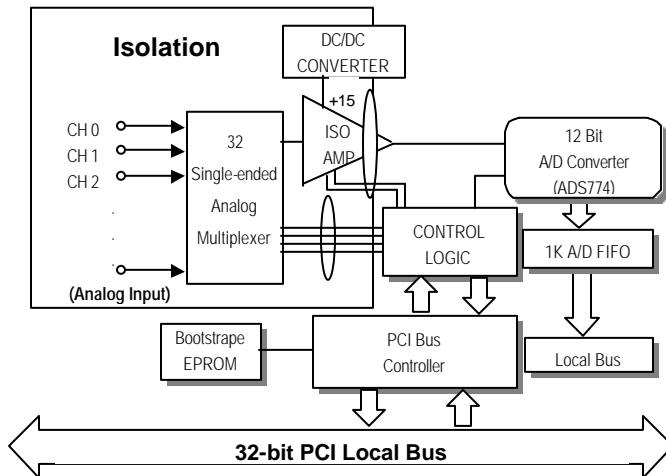 Isolation
DC/DC
CONVERTER
+15
ISO
AMP
CH 0
CH 1
CH 2
.
.
.
(Analog Input)
32
Single-ended
Analog
Multiplexer
12 Bit
A/D Converter
(ADS774)
CONTROL
LOGIC
1K A/D FIFO
Bootstrape
EPROM
PCI Bus
Controller
Local Bus
32-bit PCI Local Bus